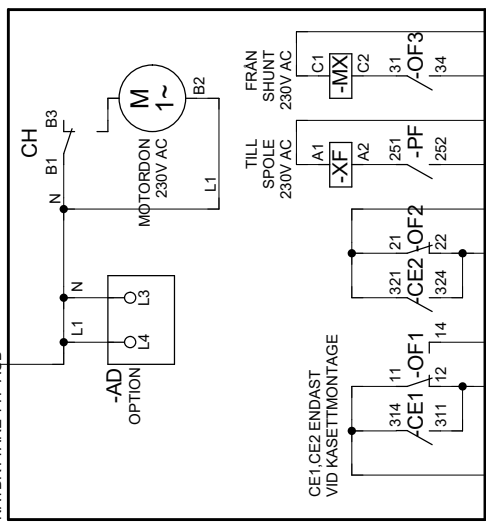 CH
B1
B3
N
M
1~
B2
MOTORDON
230V AC
L1
L1
N
L4
L3
-AD
OPTION
FRÅN
SHUNT
230V AC
C1
-MX
C2
31
-OF3
34
TILL
SPOLE
230V AC
A1
-XF
A2
251
-PF
252
321
-CE2
324
21
-OF2
22
CE1,CE2 ENDAST
VID KASETTMONTAGE
314
-CE1
311
11
-OF1
12
14